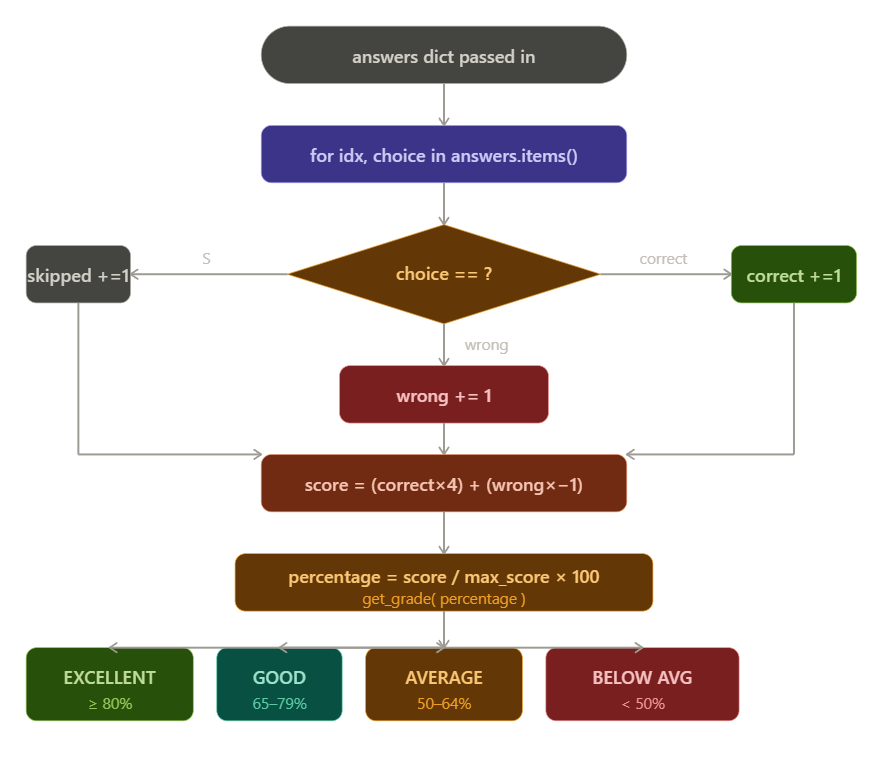 answers dict passed in
for idx, choice in answers.items()
S
correct
skipped +=1
choice == ?
correct +=1
wrong
wrong += 1
score = (correct×4) + (wrong×−1)
percentage = score / max_score × 100
get_grade( percentage )
EXCELLENT
≥ 80%
GOOD
65–79%
AVERAGE
50–64%
BELOW AVG
< 50%